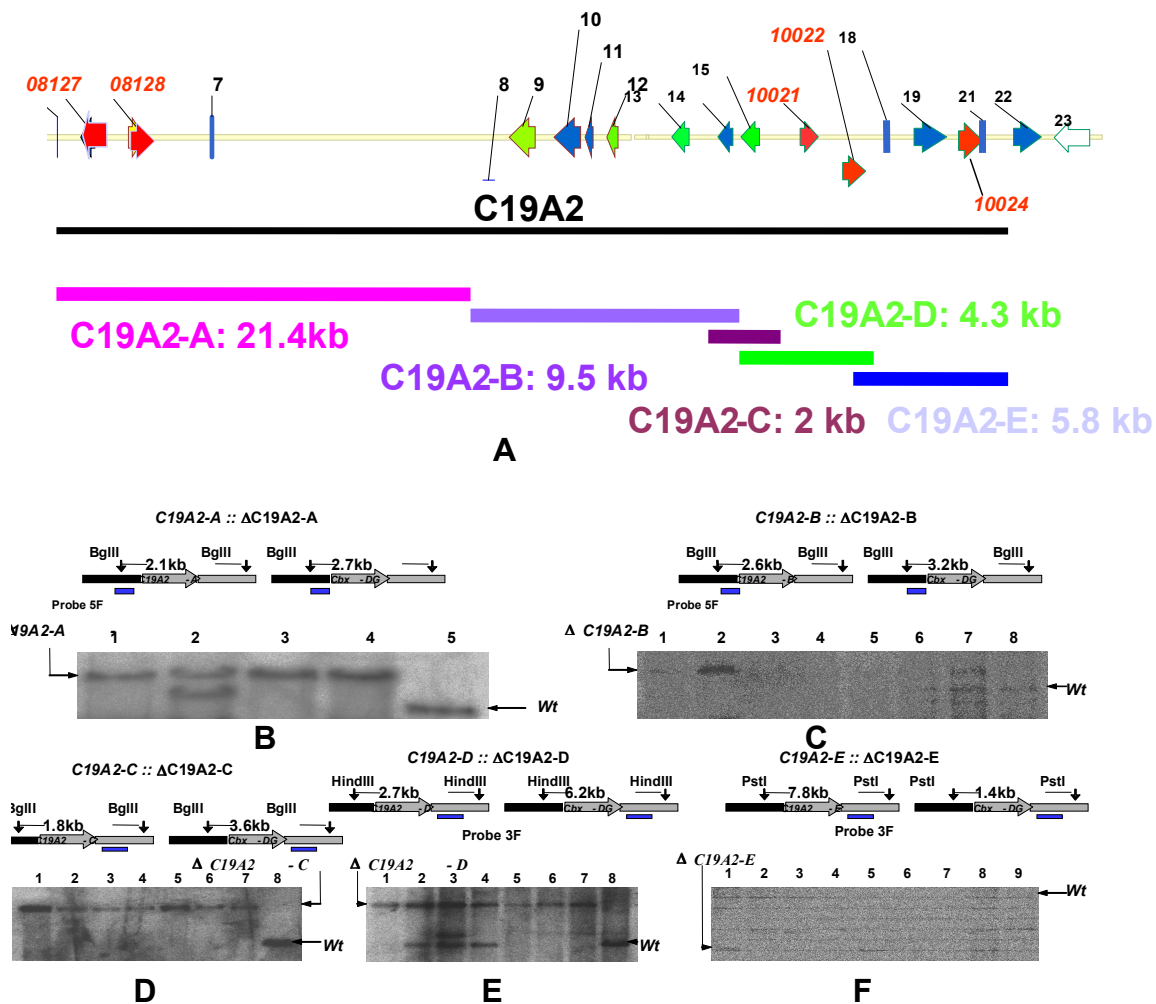 10
10022
18
08127
08128
7
8
9
11
12
13
14
15
10021
19
21
22
23
C19A2
10024
C19A2-A: 21.4kb
C19A2-D: 4.3 kb
C19A2-B: 9.5 kb
C19A2-C: 2 kb
C19A2-E: 5.8 kb
A
C19A2-A :: ΔC19A2-A
BglII 2.1kb BglII BglII 2.7kb
C19A2 - A Cbx - DG
Probe 5F
Δ C19A2-A 1 2 3 4 5
Wt
B
C19A2-B :: ΔC19A2-B
BglII 2.6kb BglII BglII 3.2kb BglII
C19A2 - B Cbx - DG
Probe 5F
Δ C19A2-B 1 2 3 4 5 6 7 8
Wt
C
C19A2-C :: ΔC19A2-C
BglII BglII BglII BglII
1.8kb 3.6kb
C19A2 - C Cbx - DG
Δ C19A2 - C
1 2 3 4 5 6 7 8
Wt
D
C19A2-D :: ΔC19A2-D
HindIII 2.7kb HindIII HindIII 6.2kb HindIII
C19A2 - D Cbx - DG
Probe 3F
Δ C19A2 - D
1 2 3 4 5 6 7 8
Wt
E
C19A2-E :: ΔC19A2-E
PstI 7.8kb PstI PstI 1.4kb PstI
C19A2 - E Cbx - DG
Probe 3F
Δ C19A2-E
1 2 3 4 5 6 7 8 9
Wt
F